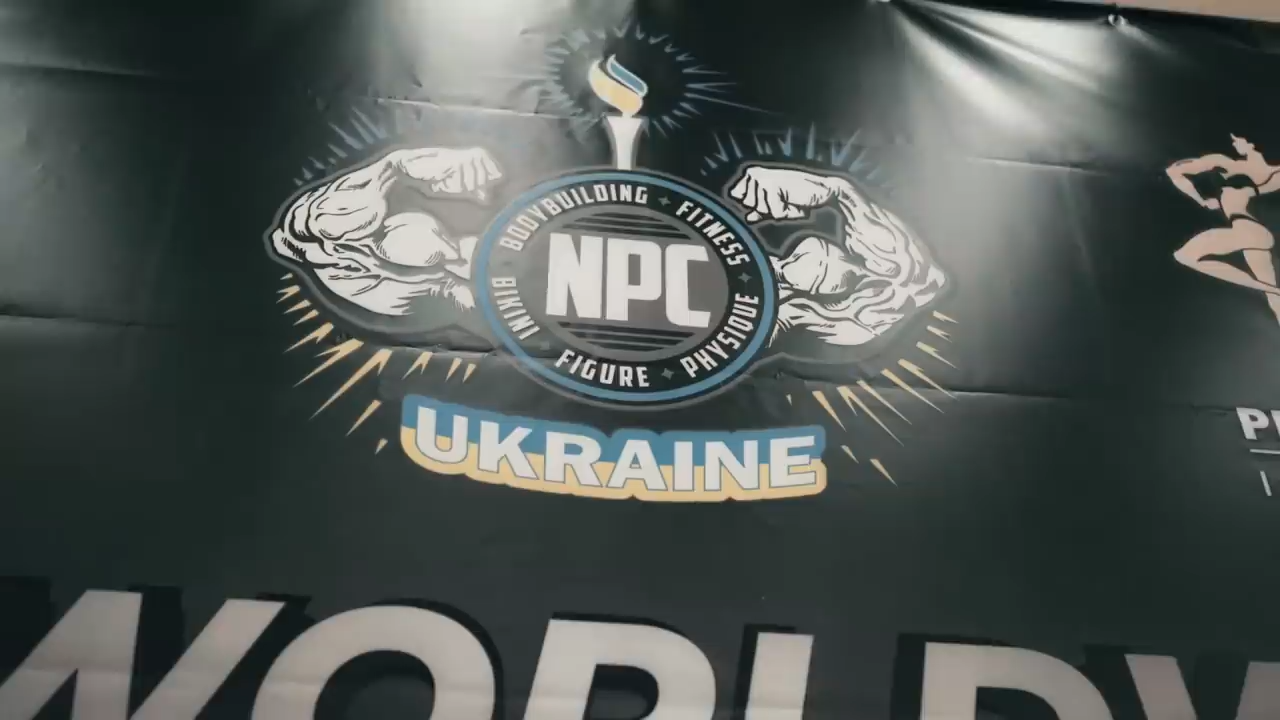 BODYBUILDING + FITNESS
BIKINI
NPC
FIGURE + PHYSIQUE
UKRAINE